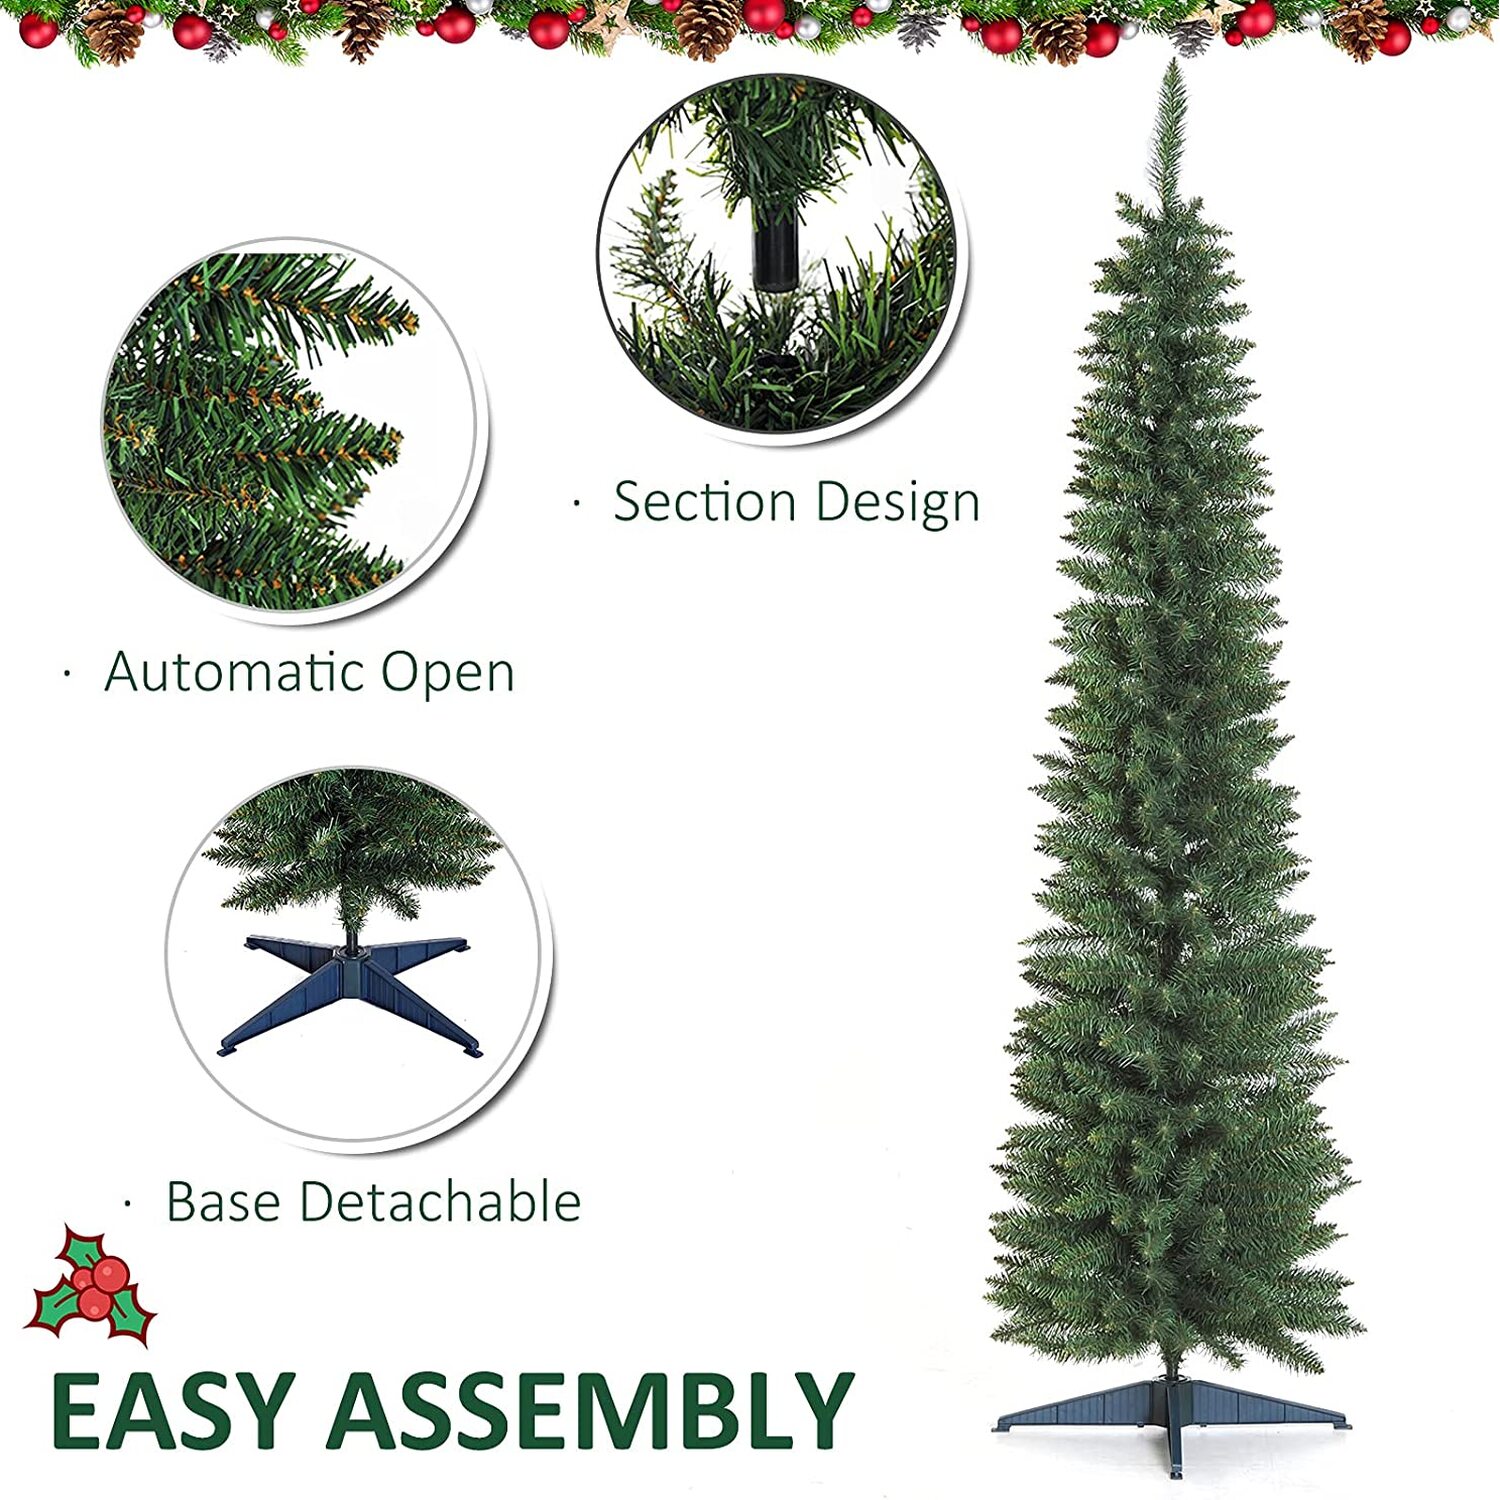 · Section Design
· Automatic Open
· Base Detachable
EASY ASSEMBLY